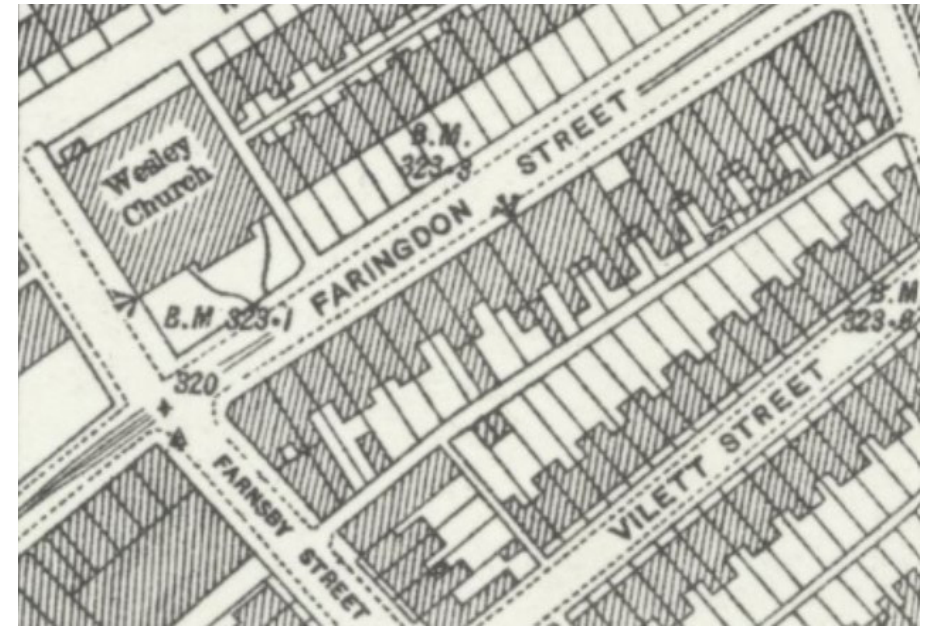 Wesley
Church
B.M.
323.3
FARINGDON STREET
B.M 323.1
320
B.M
323.8
VILETT STREET
FARNSBY STREET